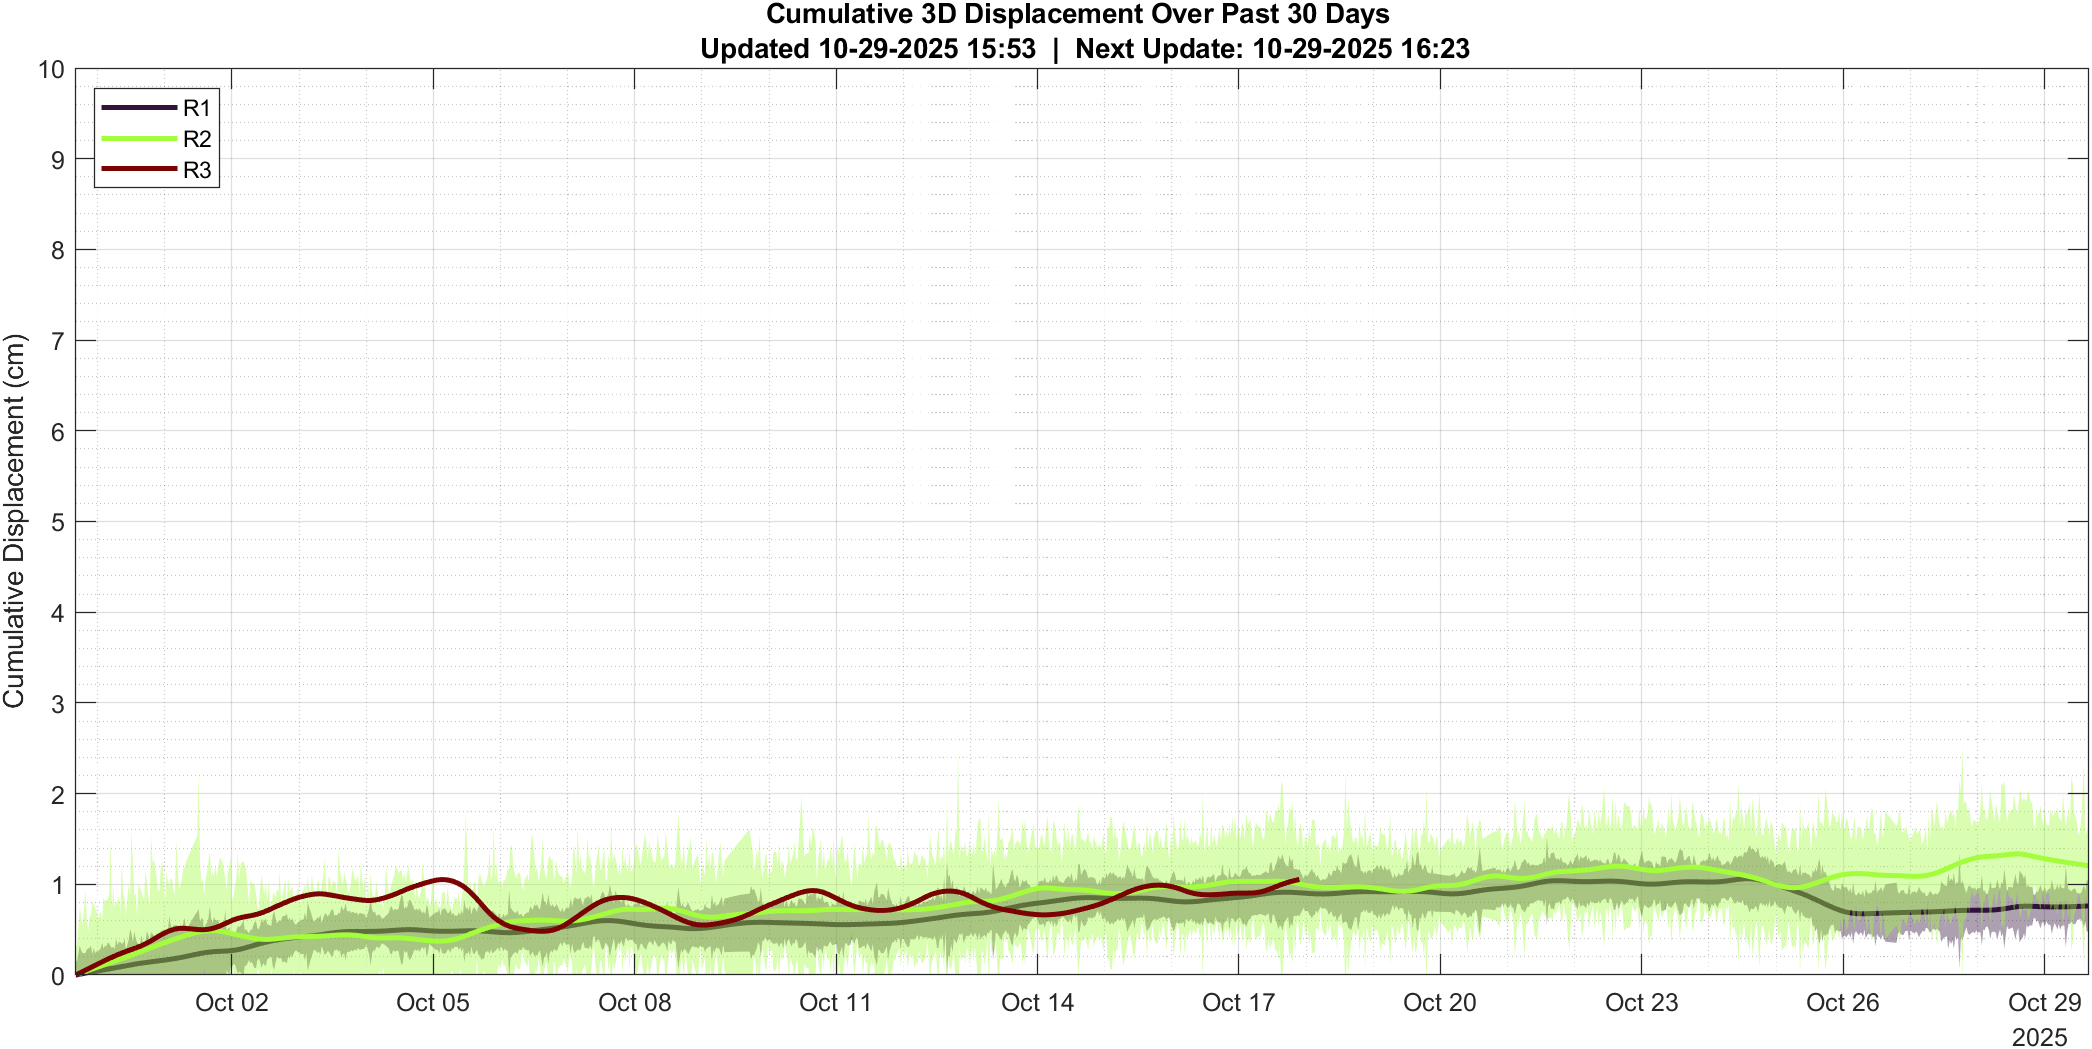 Cumulative 3D Displacement Over Past 30 Days
Updated 10-29-2025 15:53 | Next Update: 10-29-2025 16:23
R1
R2
R3
Cumulative Displacement (cm)
10
9
8
7
6
5
4
3
2
1
0
Oct 02 Oct 05 Oct 08 Oct 11 Oct 14 Oct 17 Oct 20 Oct 23 Oct 26 Oct 29
2025